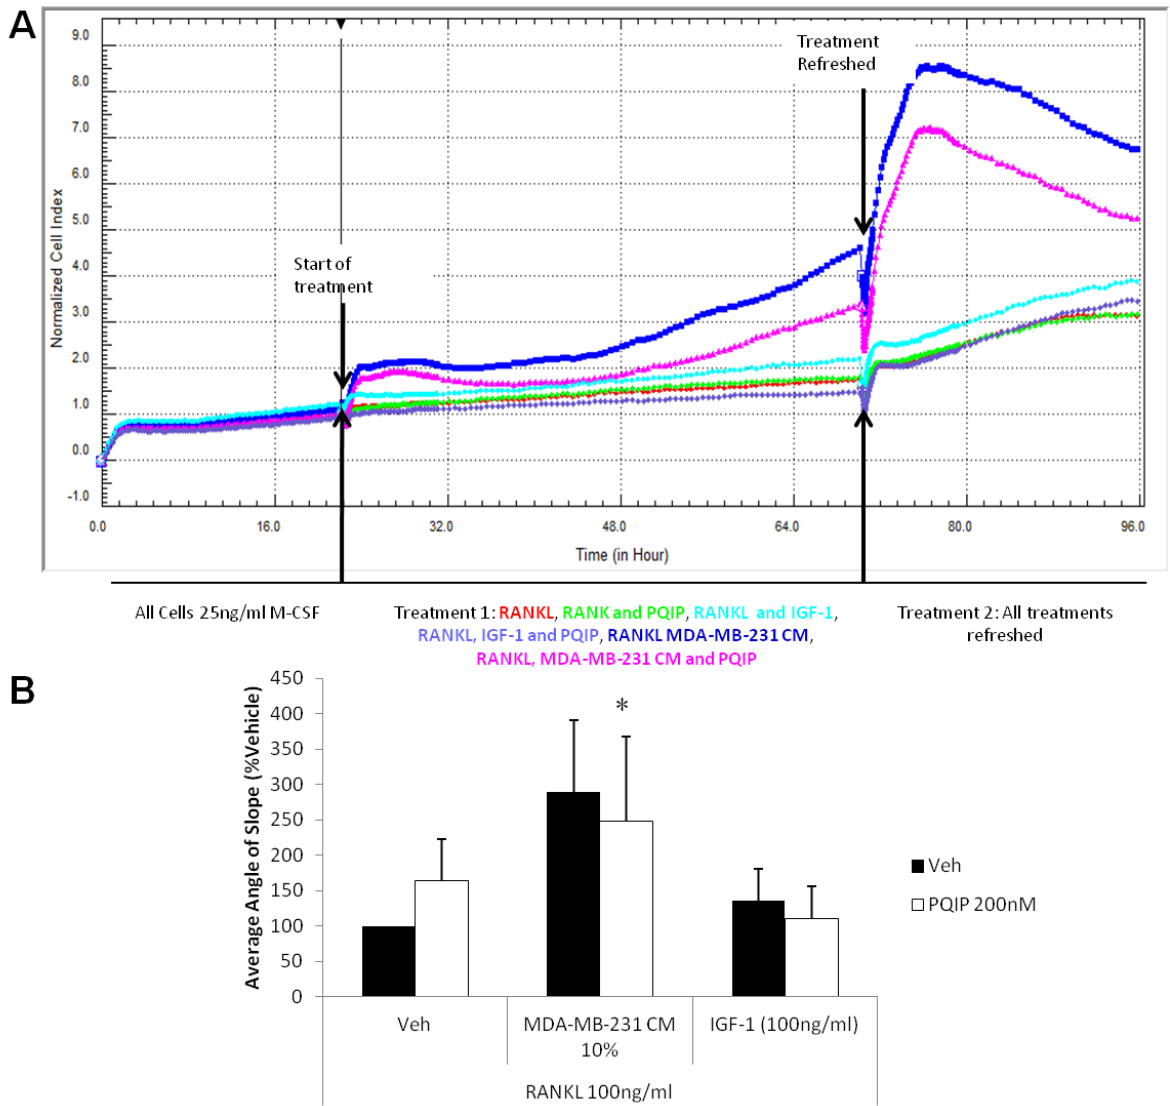 A
Treatment
Refreshed
Start of
treatment
Normalized Cell Index
9.0
8.0
7.0
6.0
5.0
4.0
3.0
2.0
1.0
0.0
-1.0
0.0 16.0 32.0 48.0 64.0 80.0 96.0
Time (in Hour)
All Cells 25ng/ml M-CSF
Treatment 1: RANKL, RANK and PQIP, RANKL and IGF-1,
RANKL, IGF-1 and PQIP, RANKL MDA-MB-231 CM,
RANKL, MDA-MB-231 CM and PQIP
Treatment 2: All treatments
refreshed
B
Average Angle of Slope (%Vehicle)
450
400
350
300
250
200
150
100
50
0
*
Veh
PQIP 200nM
Veh
MDA-MB-231 CM
10%
IGF-1 (100ng/ml)
RANKL 100ng/ml